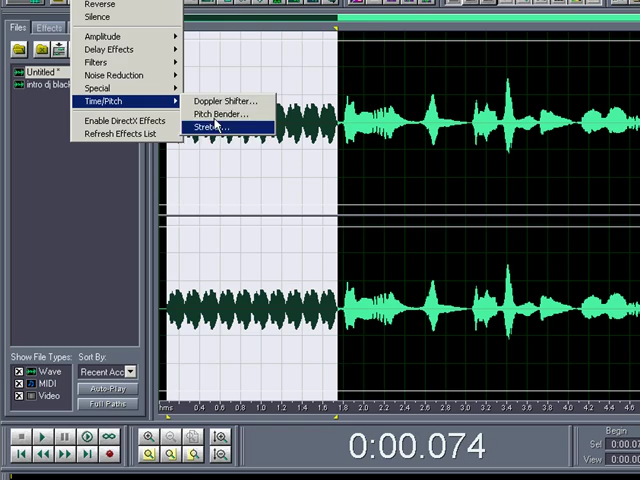 Reverse
Silence
Amplitude
Delay Effects
Filters
Noise Reduction
Special
Time/Pitch
Enable DirectX Effects
Refresh Effects List
Doppler Shifter...
Pitch Bender...
Files
Effects
Untitled *
intro dj black
Show File Types:
Sort By:
Wave
MIDI
Video
Recent Acc
Auto-Play
Full Paths
hms 0.4 0.6 0.8 1.0 1.2 1.4 1.6 1.8 2.0 2.2 2.4 2.6 2.8 3.0 3.2 3.4 3.6 3.8 4.0 4.2 4.4
0:00.074
Begin
Sel 0:00.07
View 0:00.00